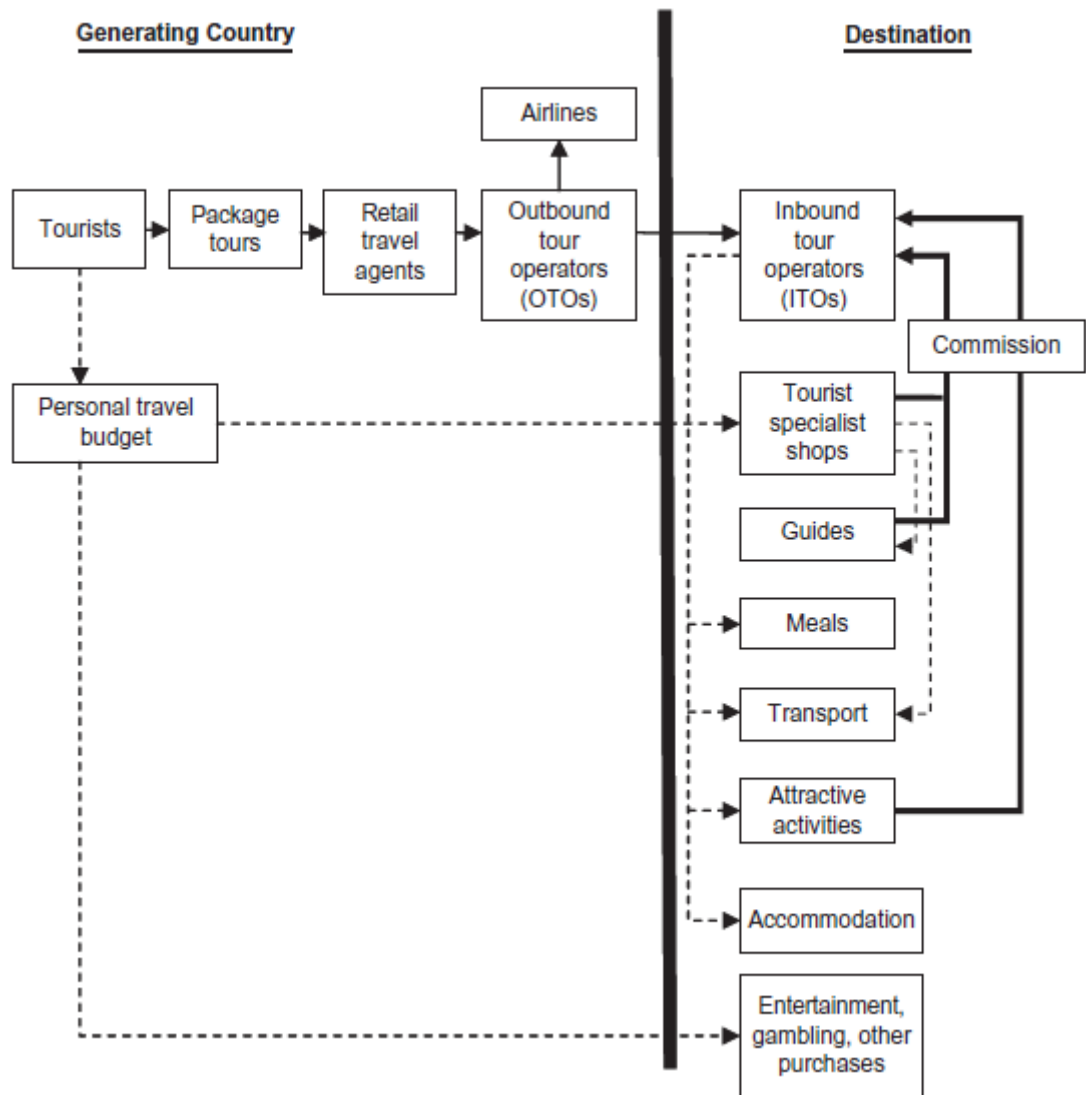 Generating Country
Destination
Airlines
Tourists
Package
tours
Retail
travel
agents
Outbound
tour
operators
(OTOs)
Inbound
tour
operators
(ITOs)
Commission
Personal travel
budget
Tourist
specialist
shops
Guides
Meals
Transport
Attractive
activities
Accommodation
Entertainment,
gambling, other
purchases